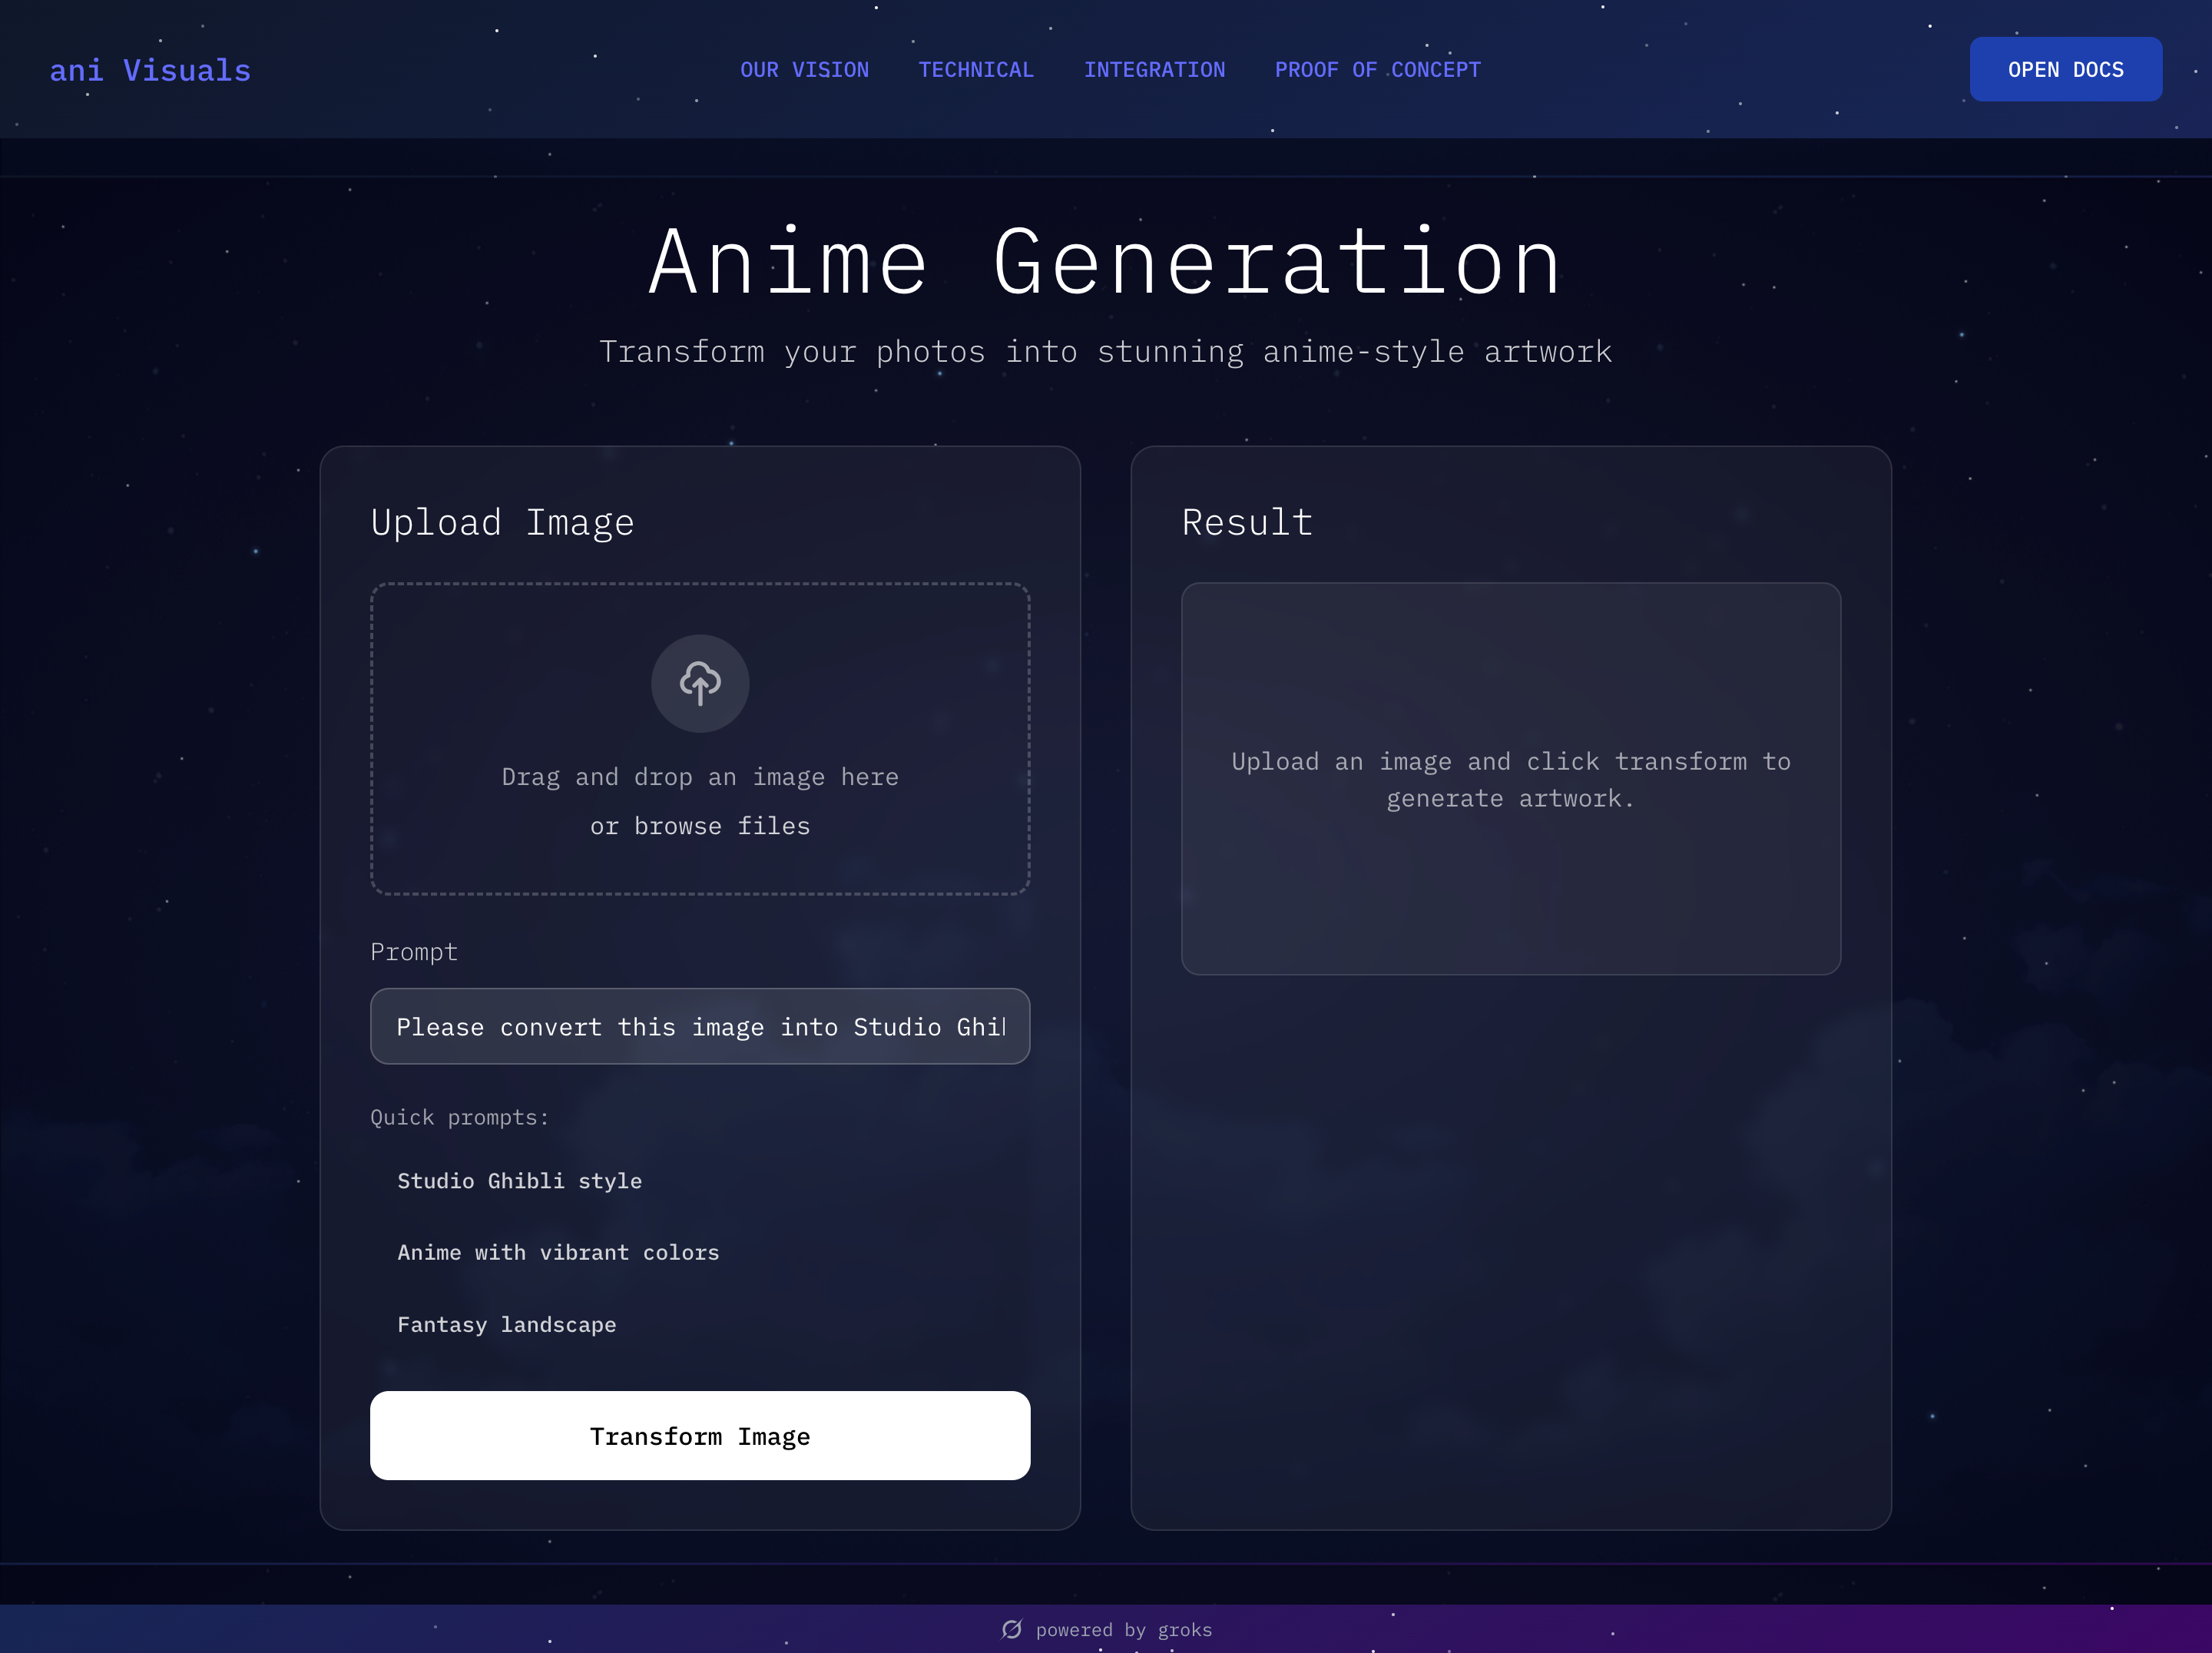 ani Visuals
OUR VISION
TECHNICAL
INTEGRATION
PROOF OF CONCEPT
OPEN DOCS
Anime Generation
Transform your photos into stunning anime-style artwork
Upload Image
Drag and drop an image here
or browse files
Prompt
Please convert this image into Studio Ghi
Quick prompts:
Studio Ghibli style
Anime with vibrant colors
Fantasy landscape
Transform Image
Result
Upload an image and click transform to
generate artwork.
powered by groks